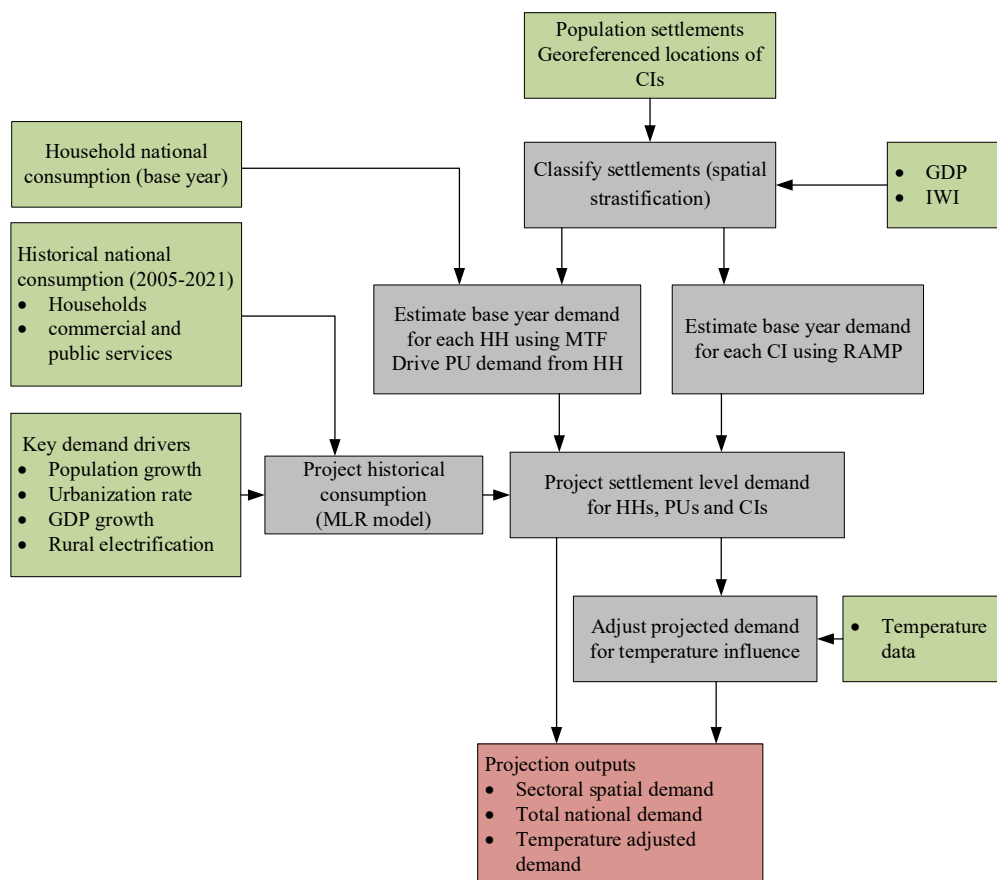 Population settlements
Georeferenced locations of
CIs
Household national
consumption (base year)
Classify settlements (spatial
strastification)
• GDP
• IWI
Historical national
consumption (2005-2021)
• Households
• commercial and
public services
Estimate base year demand
for each HH using MTF
Drive PU demand from HH
Estimate base year demand
for each CI using RAMP
Key demand drivers
• Population growth
• Urbanization rate
• GDP growth
• Rural electrification
Project historical
consumption
(MLR model)
Project settlement level demand
for HHs, PUs and CIs
Adjust projected demand
for temperature influence
• Temperature
data
Projection outputs
• Sectoral spatial demand
• Total national demand
• Temperature adjusted
demand